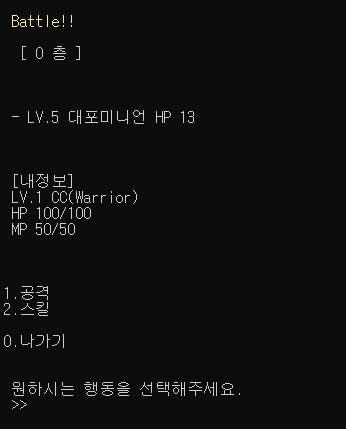 Battle!!
[ 0 층 ]
- LV.5 대포미니언 HP 13
[내정보]
LV.1 CC(Warrior)
HP 100/100
MP 50/50
1.공격
2.스킬
0.나가기
원하시는 행동을 선택해주세요.
>>